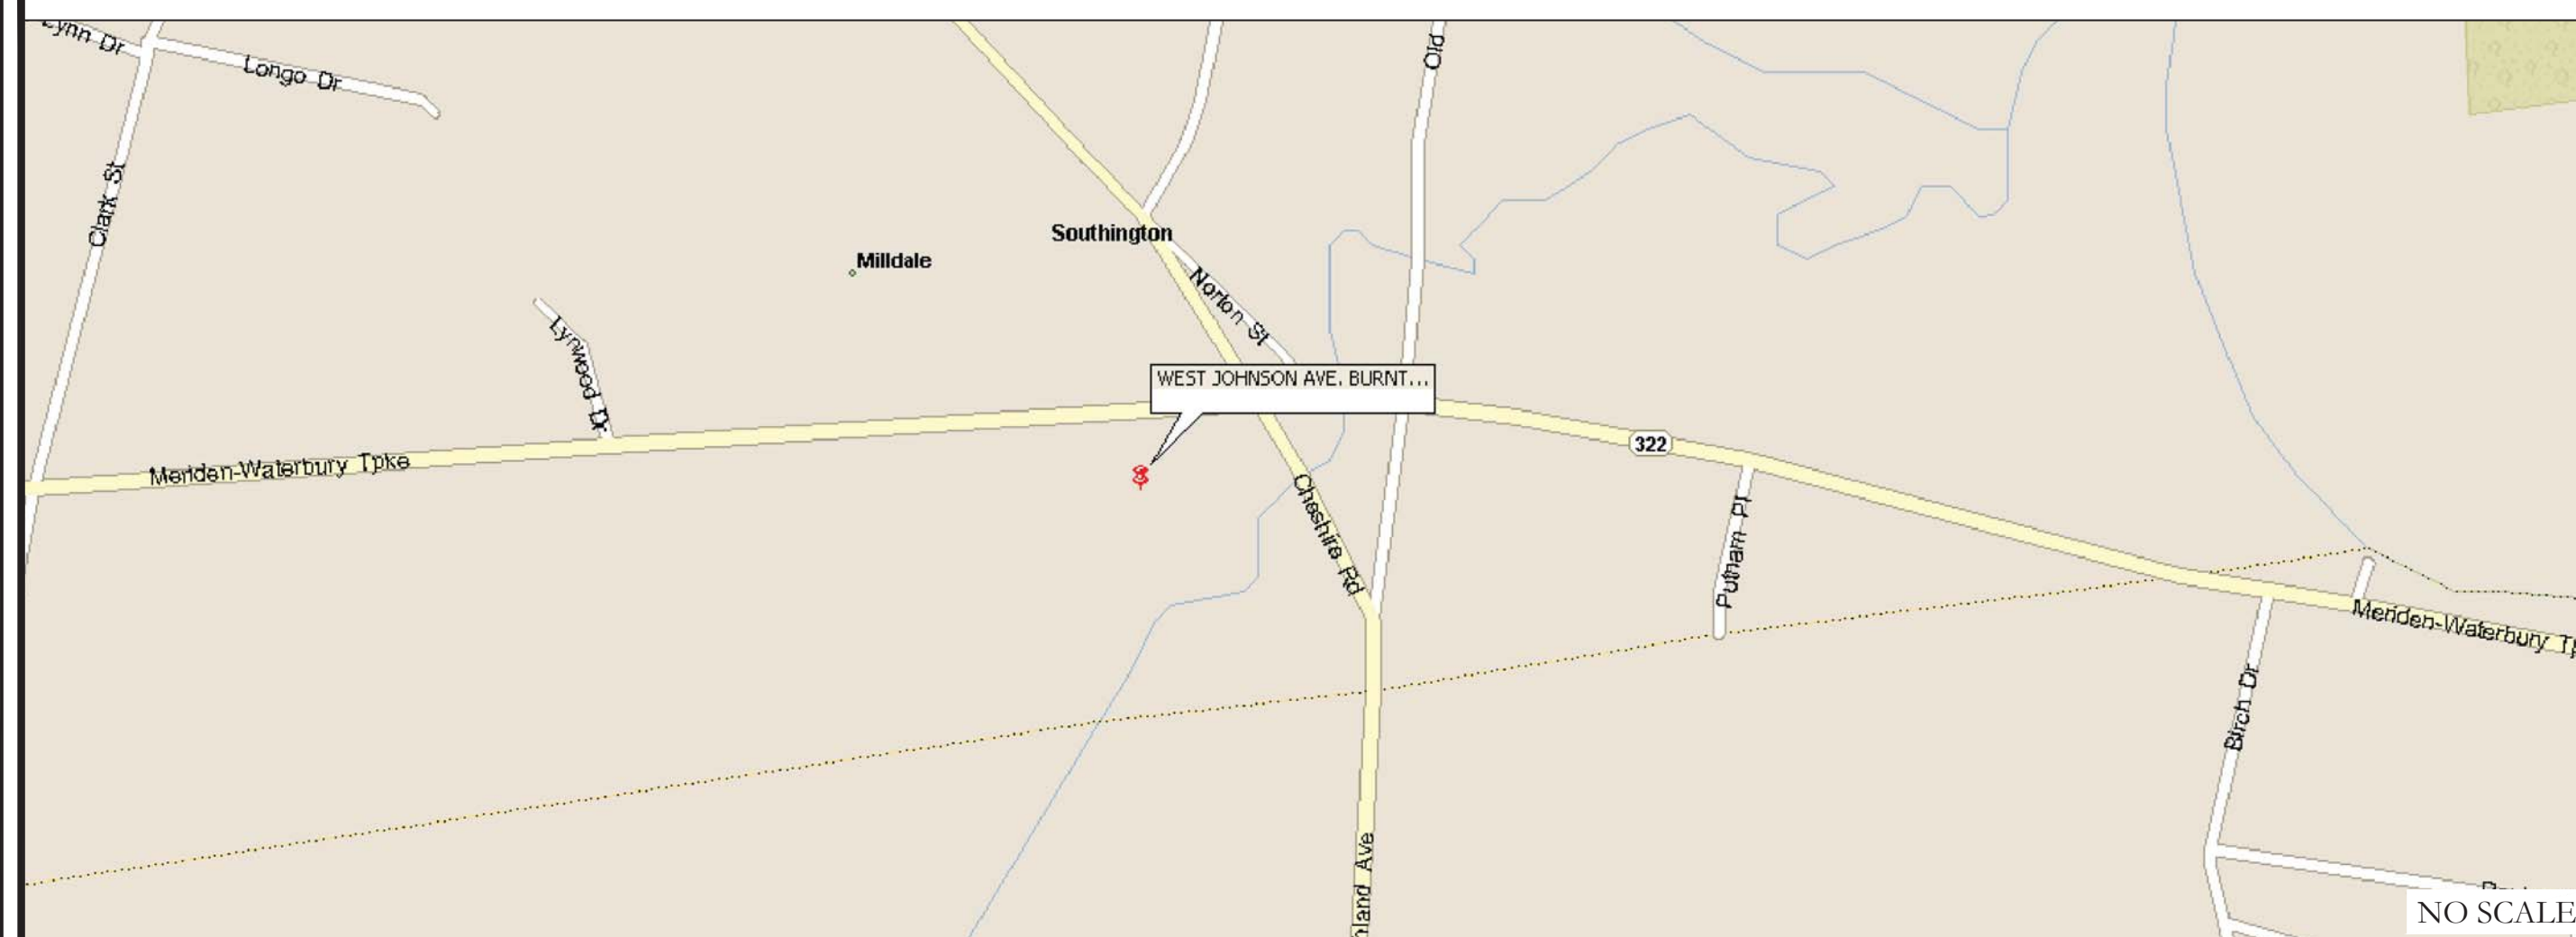 Lynn Dr
Longo Dr
Old
Clark St
Southington
Milldale
Norton St
Lynwood Dr
WEST JOHNSON AVE. BURNT...
322
Meriden-Waterbury Tpke
Cheshire Rd
Putnam Pl
Meriden-Waterbury
Birch Dr
Ave
NO SCALE